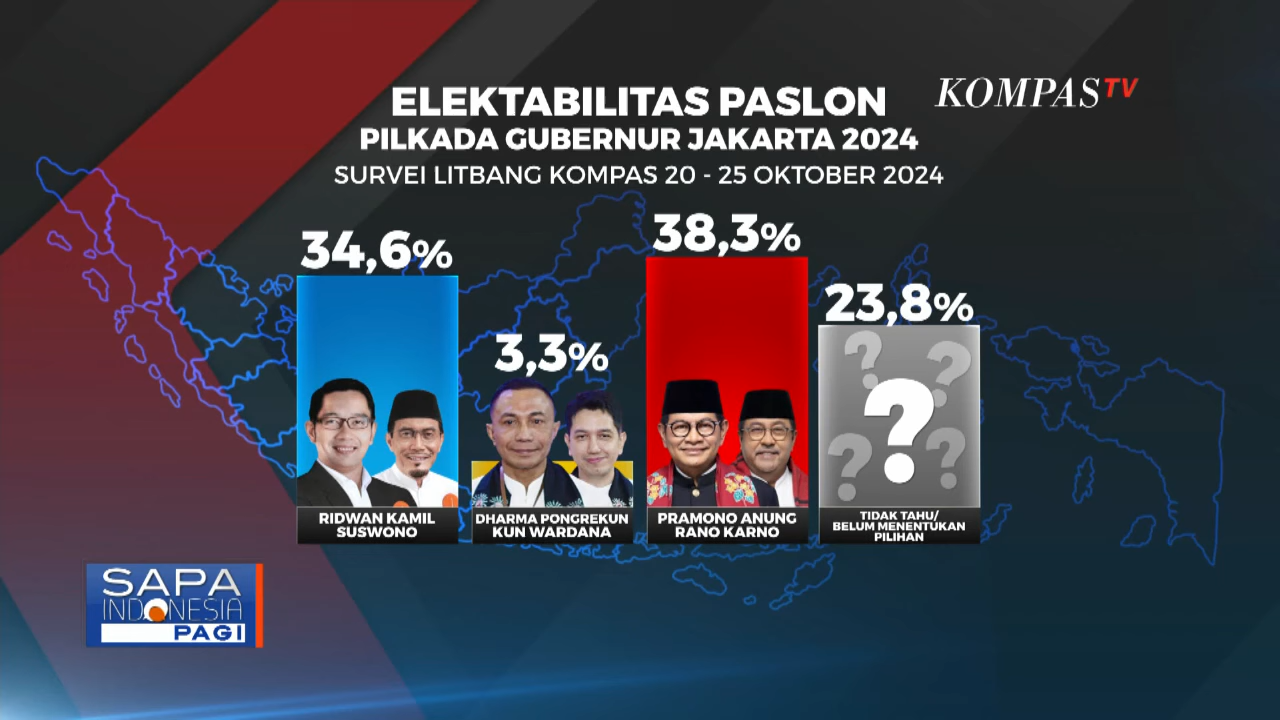 ELEKTABILITAS PASLON
KOMPASTV
PILKADA GUBERNUR JAKARTA 2024
SURVEI LITBANG KOMPAS 20 - 25 OKTOBER 2024
34,6%
3,3%
38,3%
23,8%
RIDWAN KAMIL
SUSWONO
DHARMA PONGREKUN
KUN WARDANA
PRAMONO ANUNG
RANO KARNO
TIDAK TAHU/
BELUM MENENTUKAN
PILIHAN
SAPA
INDONESIA
PAGI